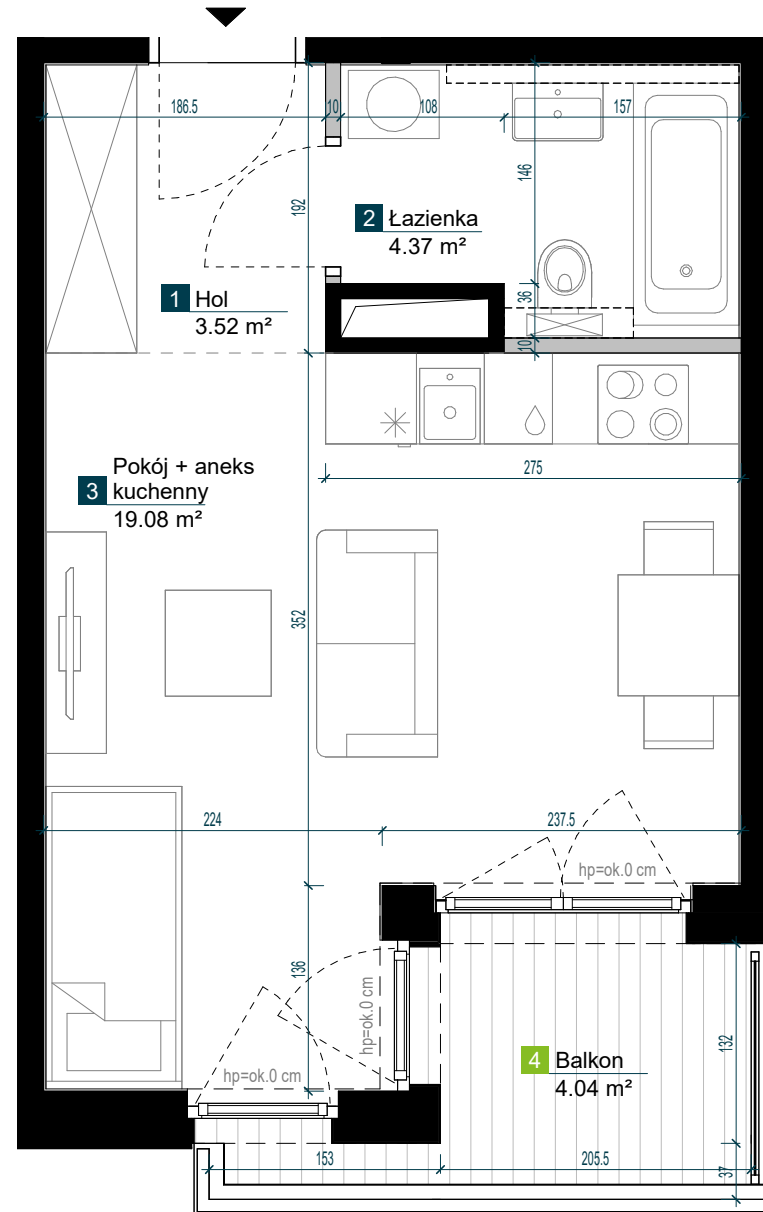 186.5
10
108
157
146
192
2 Łazienka
4.37 m²
1 Hol
3.52 m²
36
10
275
3 Pokój + aneks
kuchenny
19.08 m²
352
224
237.5
hp=ok.0 cm
136
hp=ok.0 cm
hp=ok.0 cm
132
4 Balkon
4.04 m²
153
205.5
37